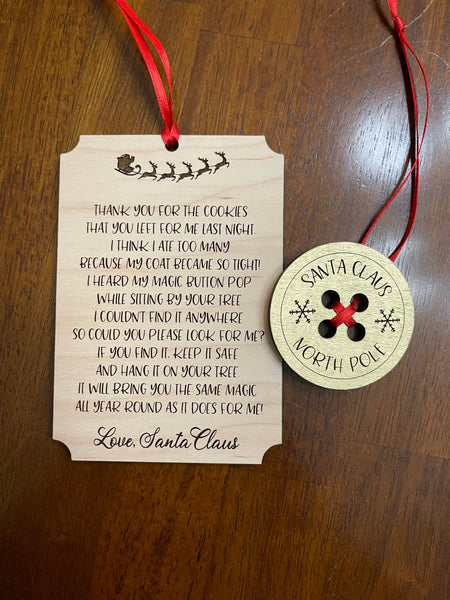 THANK YOU FOR THE COOKIES
THAT YOU LEFT FOR ME LAST NIGHT.
I THINK I ATE TOO MANY
BECAUSE MY COAT BECAME SO TIGHT!
I HEARD MY MAGIC BUTTON POP
WHILE SITTING BY YOUR TREE
I COULDN'T FIND IT ANYWHERE
SO COULD YOU PLEASE LOOK FOR ME?
IF YOU FIND IT, KEEP IT SAFE
AND HANG IT ON YOUR TREE.
IT WILL BRING YOU THE SAME MAGIC
ALL YEAR ROUND AS IT DOES FOR ME!
Love, Santa Claus
SANTA CLAUS
NORTH POLE